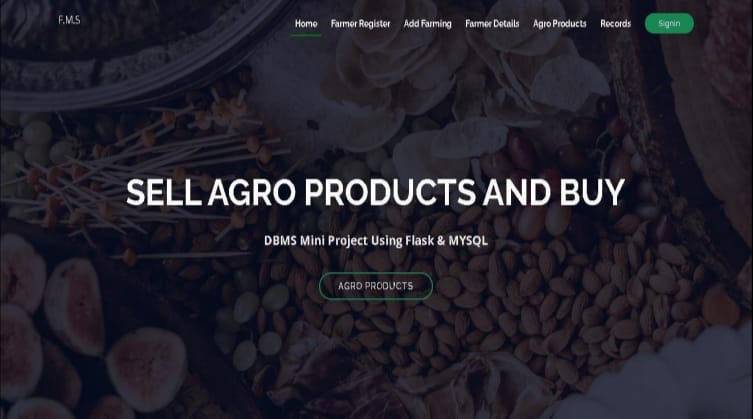 F.M.S
Home Farmer Register Add Farming Farmer Details Agro Products Records Signin
SELL AGRO PRODUCTS AND BUY
DBMS Mini Project Using Flask & MYSQL
AGRO PRODUCTS